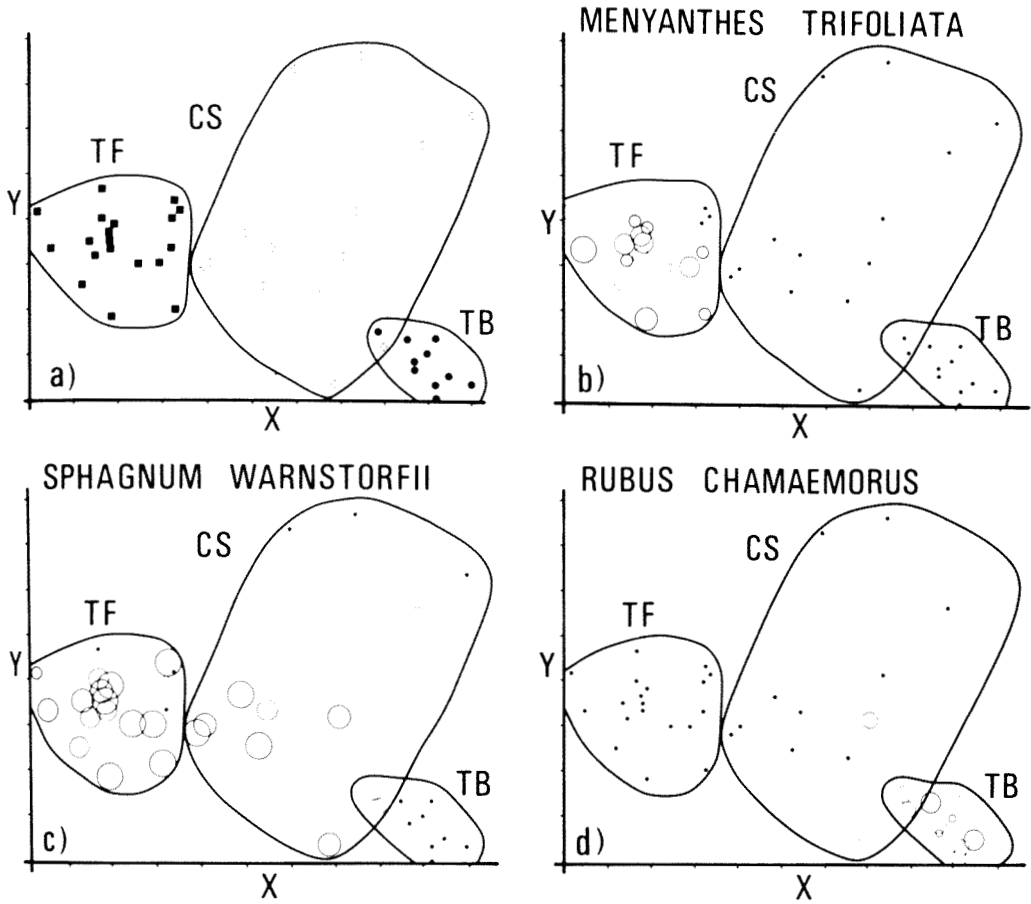 MENYANTHES TRIFOLIATA
CS
TF
Y
TB
a)
X
CS
TF
Y
TB
b)
X
SPHAGNUM WARNSTORFII
CS
TF
Y
TB
c)
X
RUBUS CHAMAEMORUS
CS
TF
Y
TB
d)
X